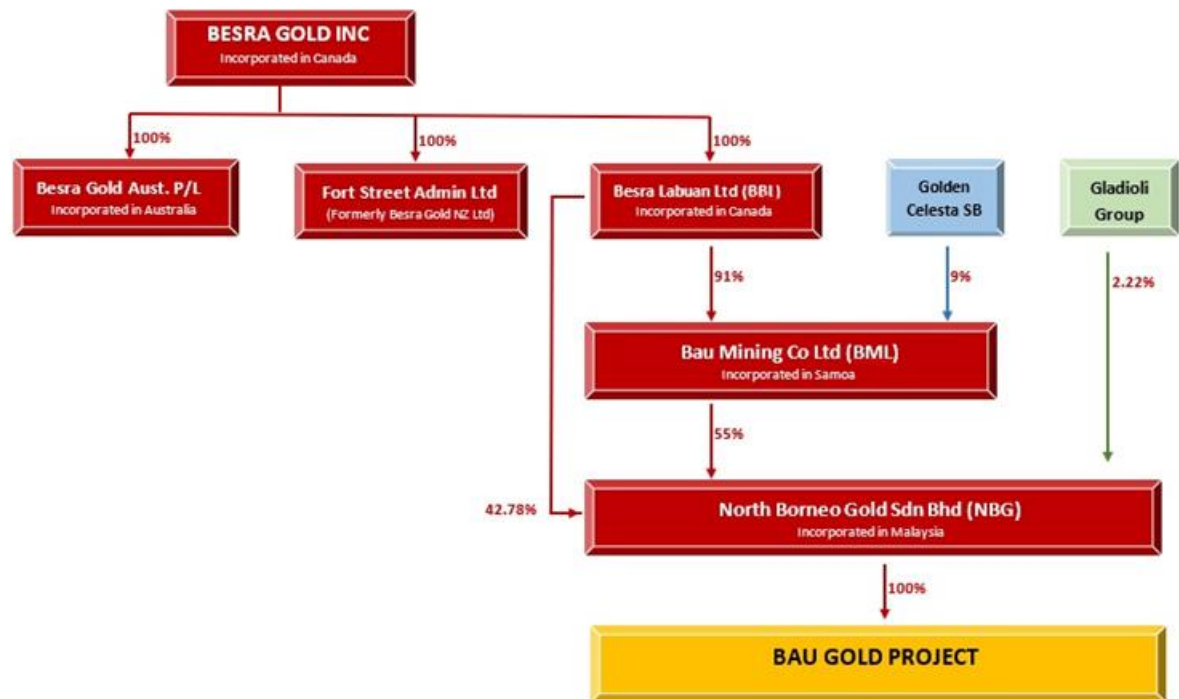 BESRA GOLD INC
Incorporated in Canada
100%
100%
100%
Besra Gold Aust. P/L
Incorporated in Australia
Fort Street Admin Ltd
(Formerly Besra Gold NZ Ltd)
Besra Labuan Ltd (BBL)
Incorporated in Canada
Golden
Celesta SB
Gladioli
Group
91%
9%
2.22%
Bau Mining Co Ltd (BML)
Incorporated in Samoa
55%
42.78%
North Borneo Gold Sdn Bhd (NBG)
Incorporated in Malaysia
100%
BAU GOLD PROJECT